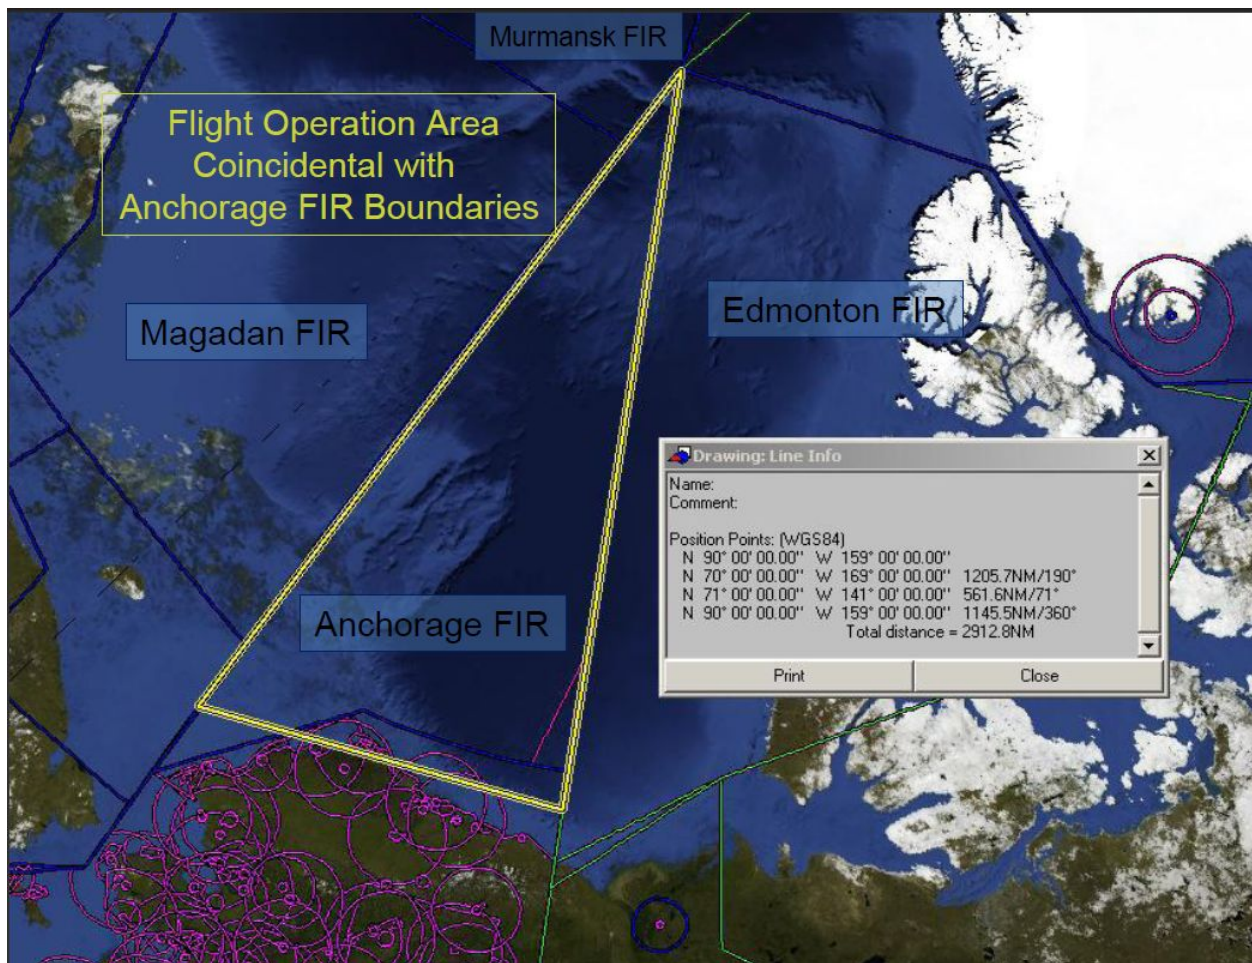 Murmansk FIR
Flight Operation Area
Coincidental with
Anchorage FIR Boundaries
Magadan FIR
Edmonton FIR
Anchorage FIR
Drawing: Line Info
Name:
Comment:
Position Points: (WGS84)
N 90° 00' 00.00'' W 159° 00' 00.00''
N 70° 00' 00.00'' W 169° 00' 00.00'' 1205.7NM/190°
N 71° 00' 00.00'' W 141° 00' 00.00'' 561.6NM/71°
N 90° 00' 00.00'' W 159° 00' 00.00'' 1145.5NM/360°
Total distance = 2912.8NM
Print Close